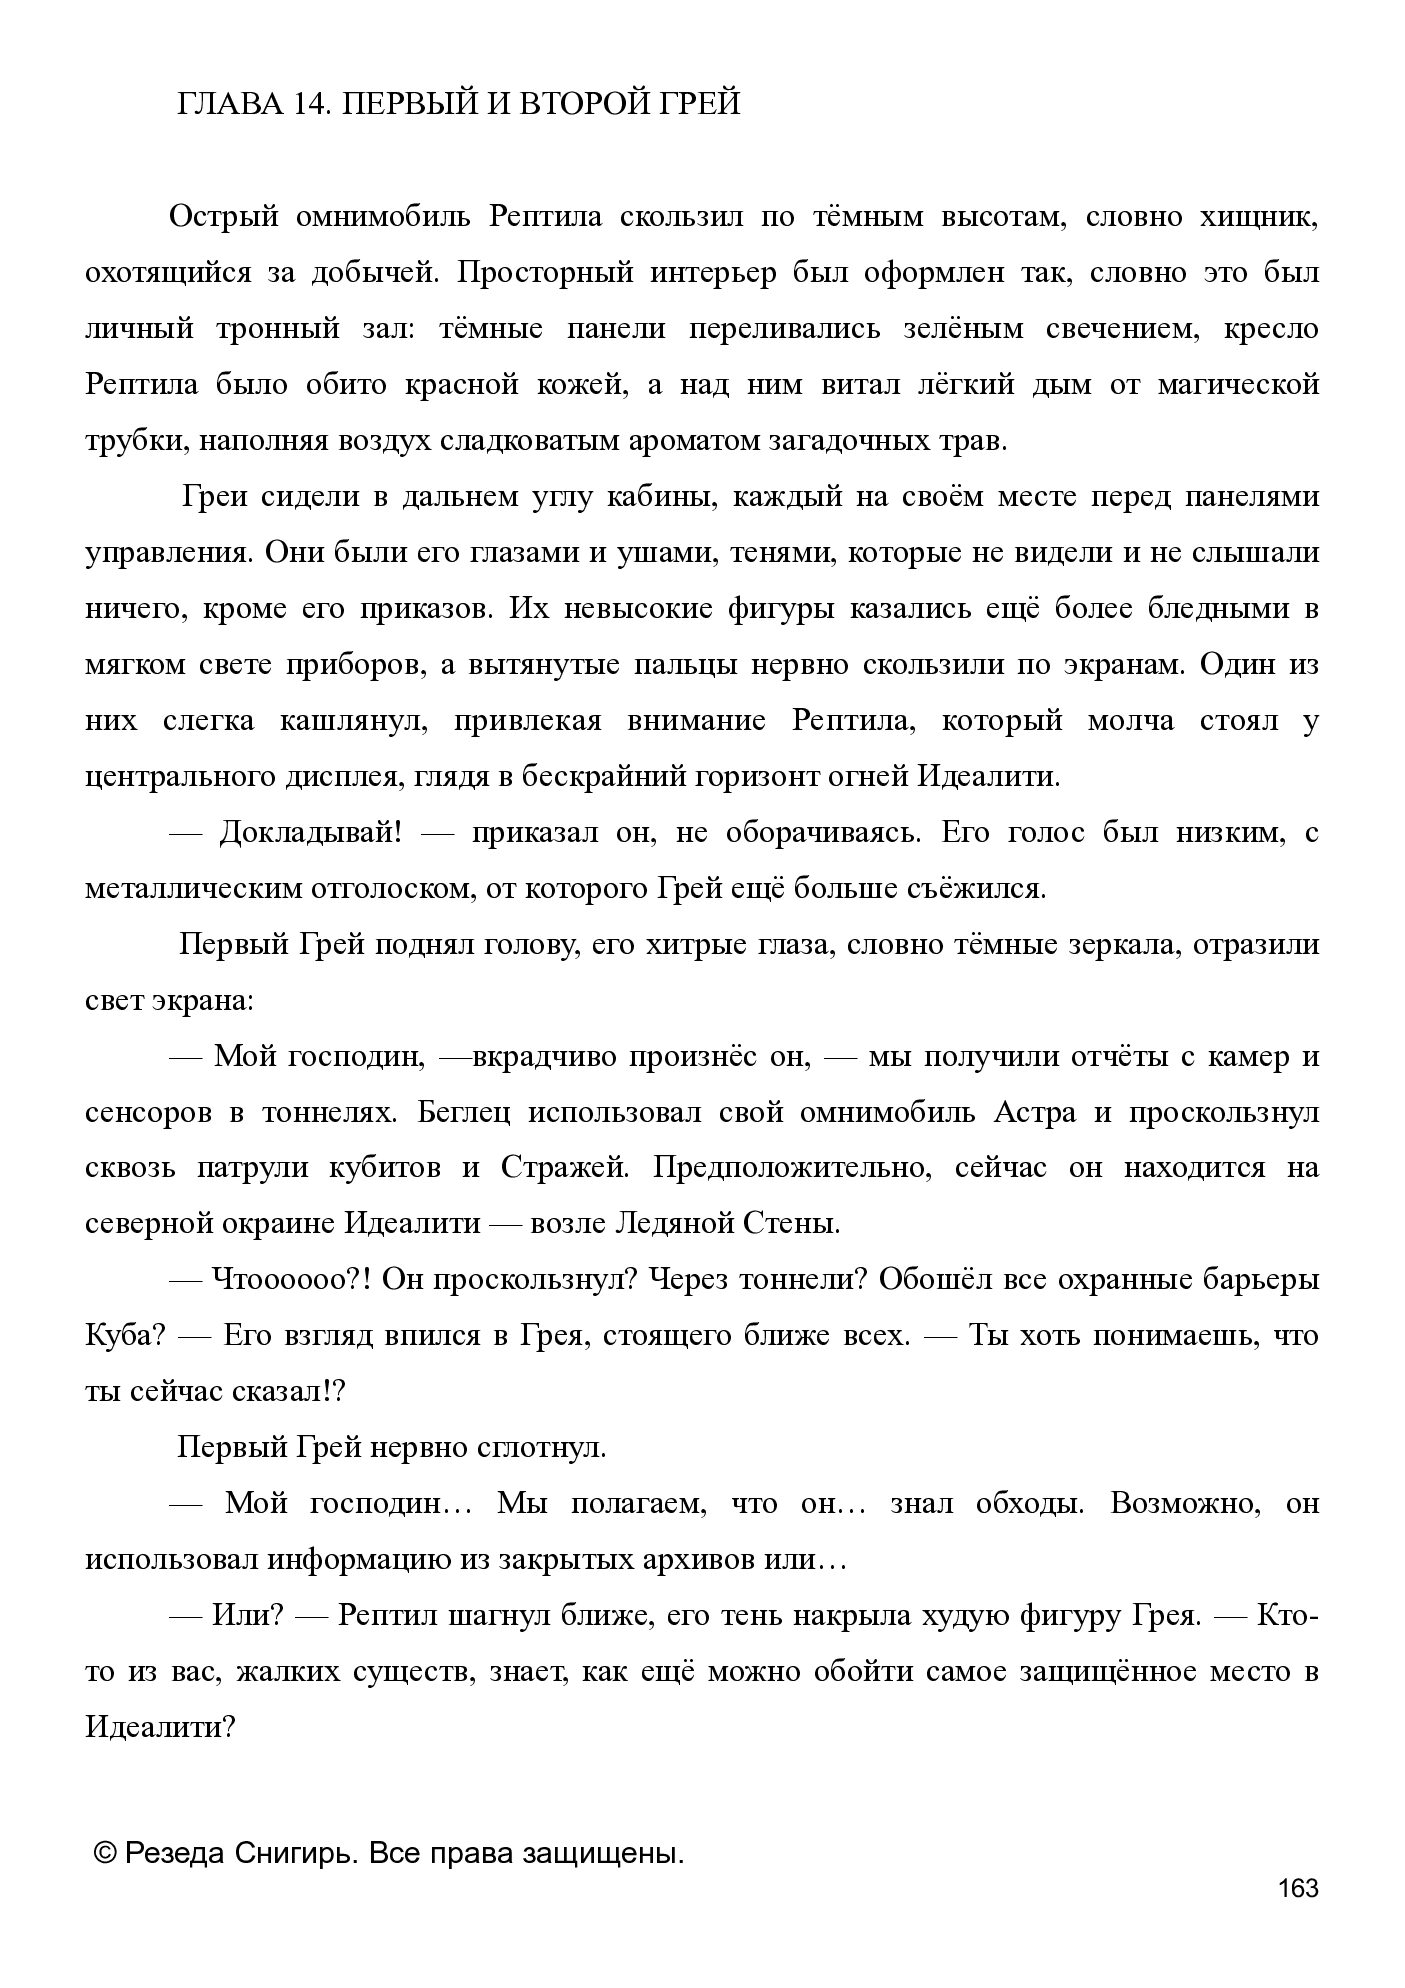 ГЛАВА 14. ПЕРВЫЙ И ВТОРОЙ ГРЕЙ
Острый омнимобиль Рептила скользил по тёмным высотам, словно хищник,
охотящийся за добычей. Просторный интерьер был оформлен так, словно это был
личный тронный зал: тёмные панели переливались зелёным свечением, кресло
Рептила было обито красной кожей, а над ним витал лёгкий дым от магической
трубки, наполняя воздух сладковатым ароматом загадочных трав.
Греи сидели в дальнем углу кабины, каждый на своём месте перед панелями
управления. Они были его глазами и ушами, тенями, которые не видели и не слышали
ничего, кроме его приказов. Их невысокие фигуры казались ещё более бледными в
мягком свете приборов, а вытянутые пальцы нервно скользили по экранам. Один из
них слегка кашлянул, привлекая внимание Рептила, который молча стоял у
центрального дисплея, глядя в бескрайний горизонт огней Идеалити.
— Докладывай! — приказал он, не оборачиваясь. Его голос был низким, с
металлическим отголоском, от которого Грей ещё больше съёжился.
Первый Грей поднял голову, его хитрые глаза, словно тёмные зеркала, отразили
свет экрана:
— Мой господин, —вкрадчиво произнёс он, — мы получили отчёты с камер и
сенсоров в тоннелях. Беглец использовал свой омнимобиль Астра и проскользнул
сквозь патрули кубитов и Стражей. Предположительно, сейчас он находится на
северной окраине Идеалити — возле Ледяной Стены.
— Чтоооооо?! Он проскользнул? Через тоннели? Обошёл все охранные барьеры
Куба? — Его взгляд впился в Грея, стоящего ближе всех. — Ты хоть понимаешь, что
ты сейчас сказал!?
Первый Грей нервно сглотнул.
— Мой господин… Мы полагаем, что он… знал обходы. Возможно, он
использовал информацию из закрытых архивов или…
— Или? — Рептил шагнул ближе, его тень накрыла худую фигуру Грея. — Кто-
то из вас, жалких существ, знает, как ещё можно обойти самое защищённое место в
Идеалити?
© Резеда Снигирь. Все права защищены.
163